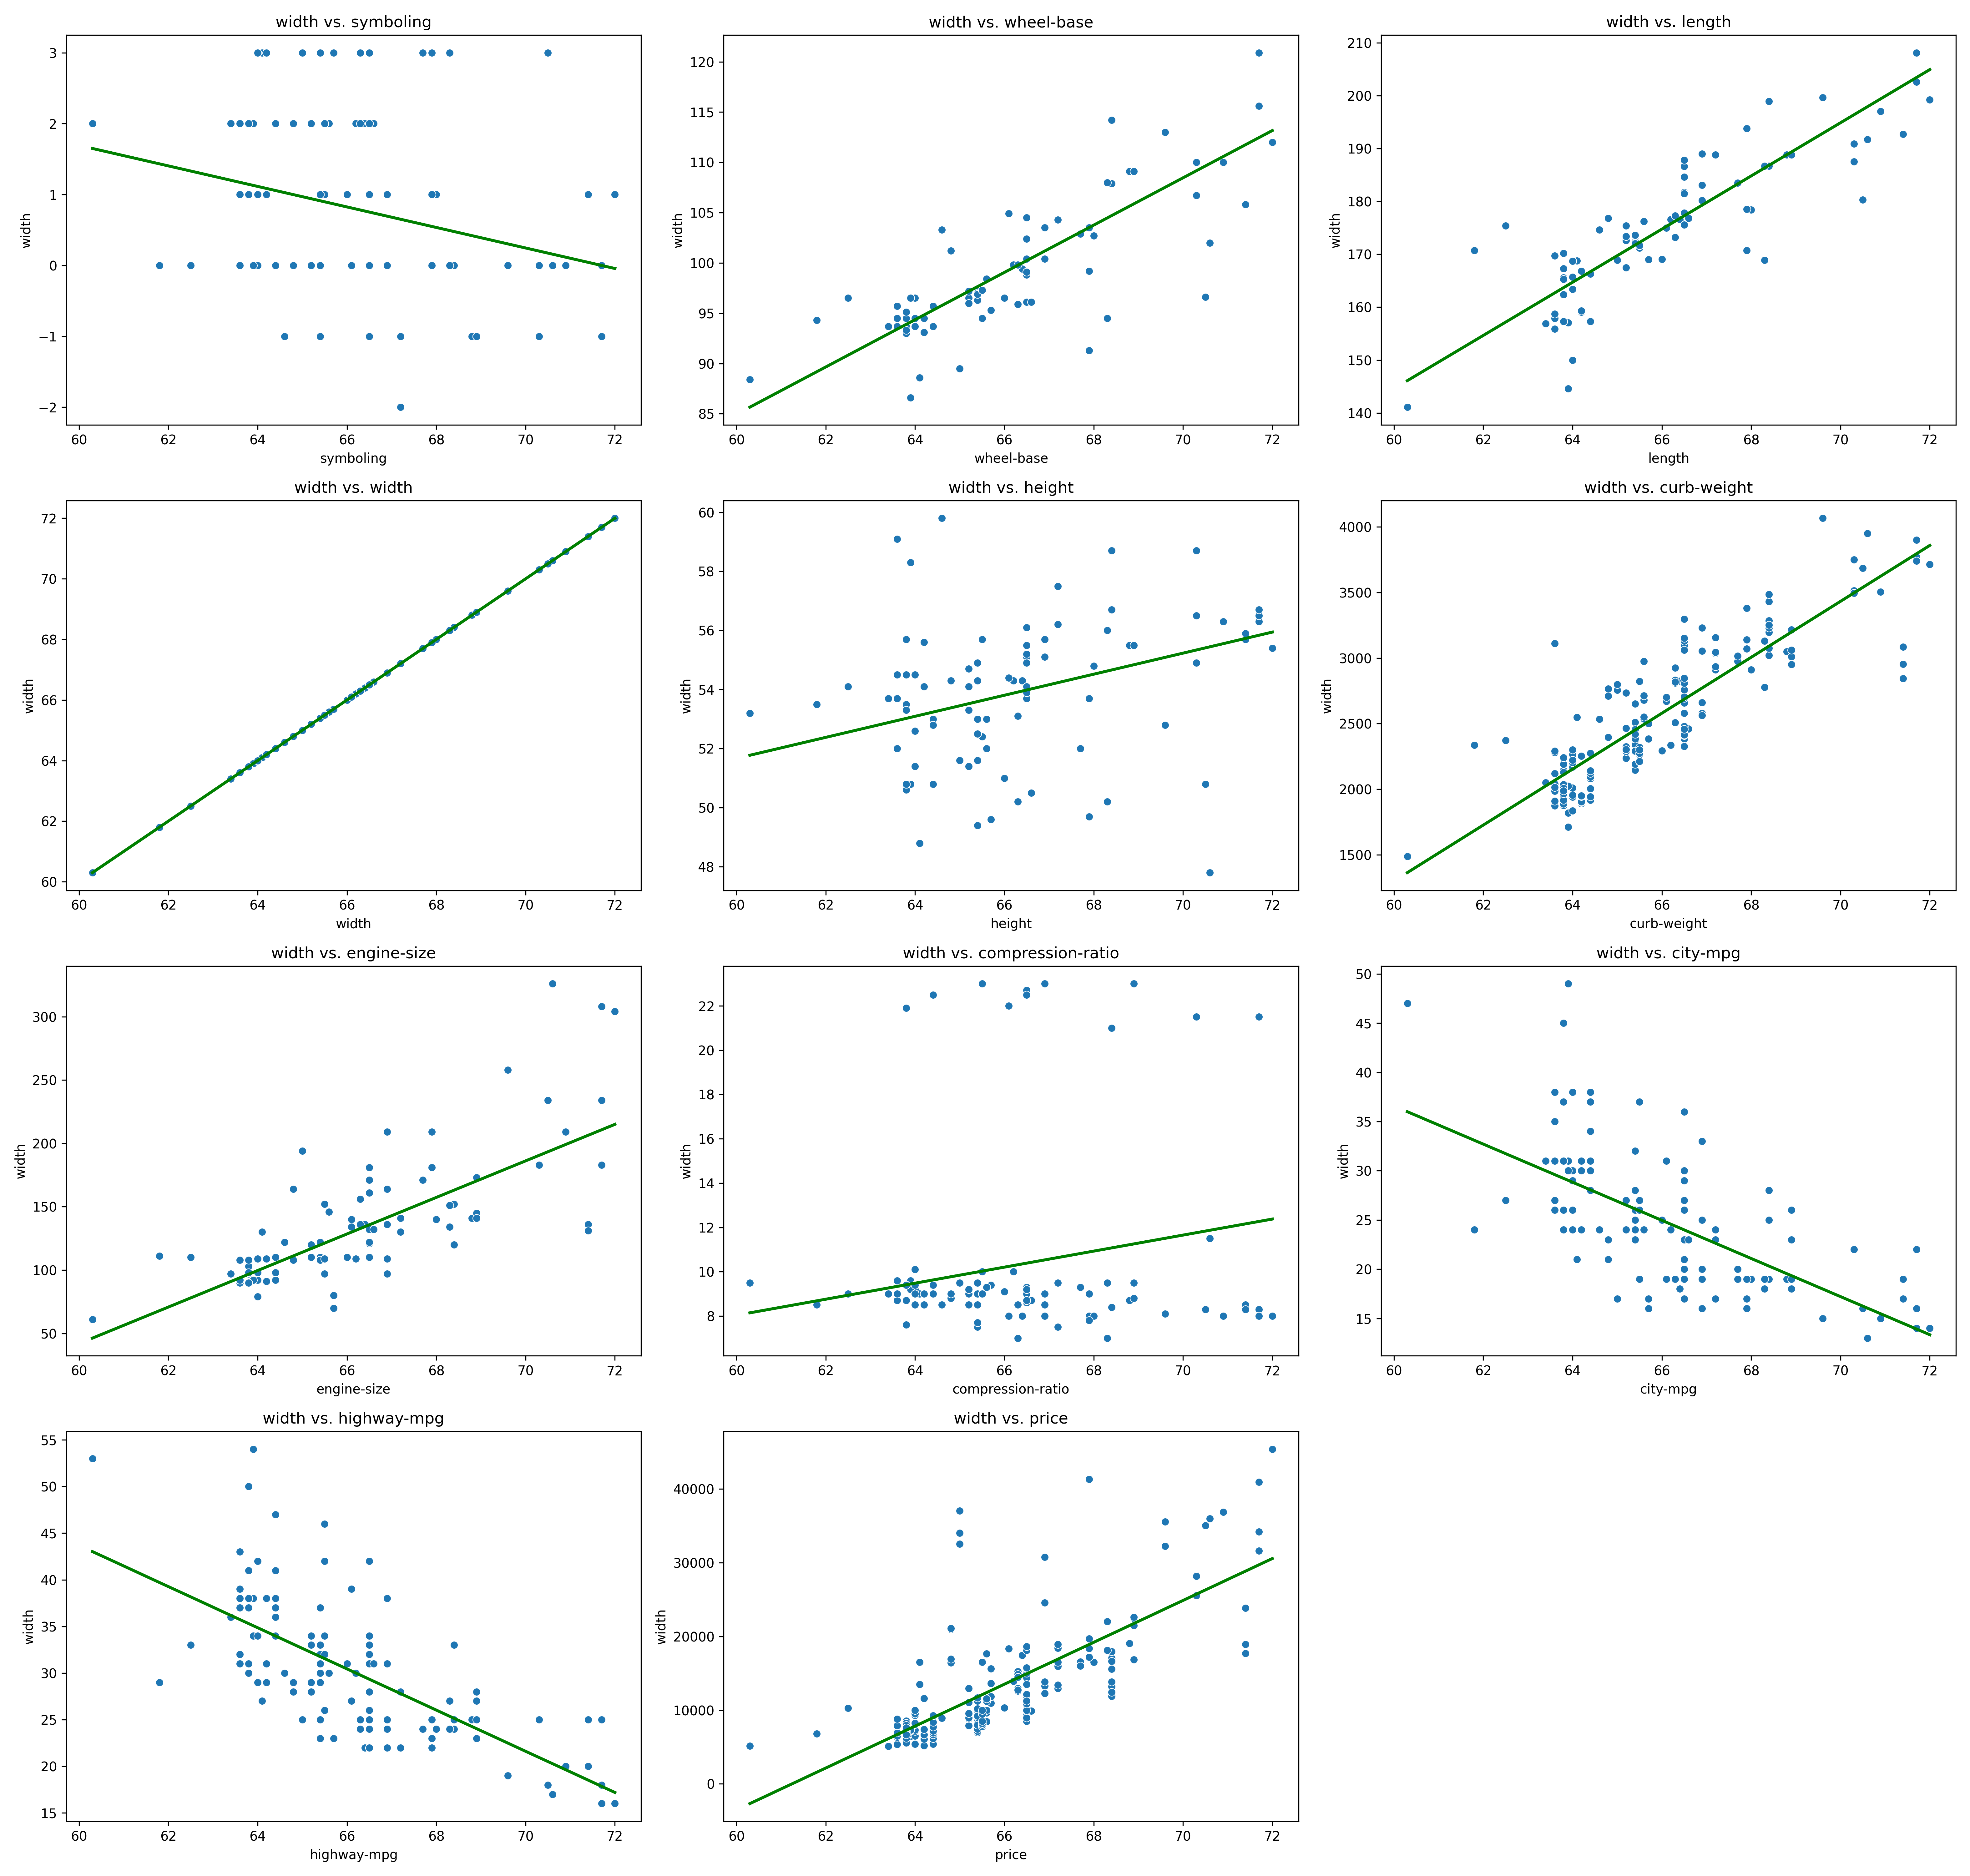 width vs. symboling
width vs. wheel-base
width vs. length
3
2
1
0
−1
−2
width
60 62 64 66 68 70 72
symboling
120
115
110
105
100
95
90
85
width
60 62 64 66 68 70 72
wheel-base
210
200
190
180
170
160
150
140
width
60 62 64 66 68 70 72
length
width vs. width
width vs. height
width vs. curb-weight
72
70
68
66
64
62
60
width
60 62 64 66 68 70 72
width
60
58
56
54
52
50
48
width
60 62 64 66 68 70 72
height
4000
3500
3000
2500
2000
1500
width
60 62 64 66 68 70 72
curb-weight
width vs. engine-size
width vs. compression-ratio
width vs. city-mpg
300
250
200
150
100
50
width
60 62 64 66 68 70 72
engine-size
22
20
18
16
14
12
10
8
width
60 62 64 66 68 70 72
compression-ratio
50
45
40
35
30
25
20
15
width
60 62 64 66 68 70 72
city-mpg
width vs. highway-mpg
width vs. price
55
50
45
40
35
30
25
20
15
width
60 62 64 66 68 70 72
highway-mpg
40000
30000
20000
10000
0
width
60 62 64 66 68 70 72
price